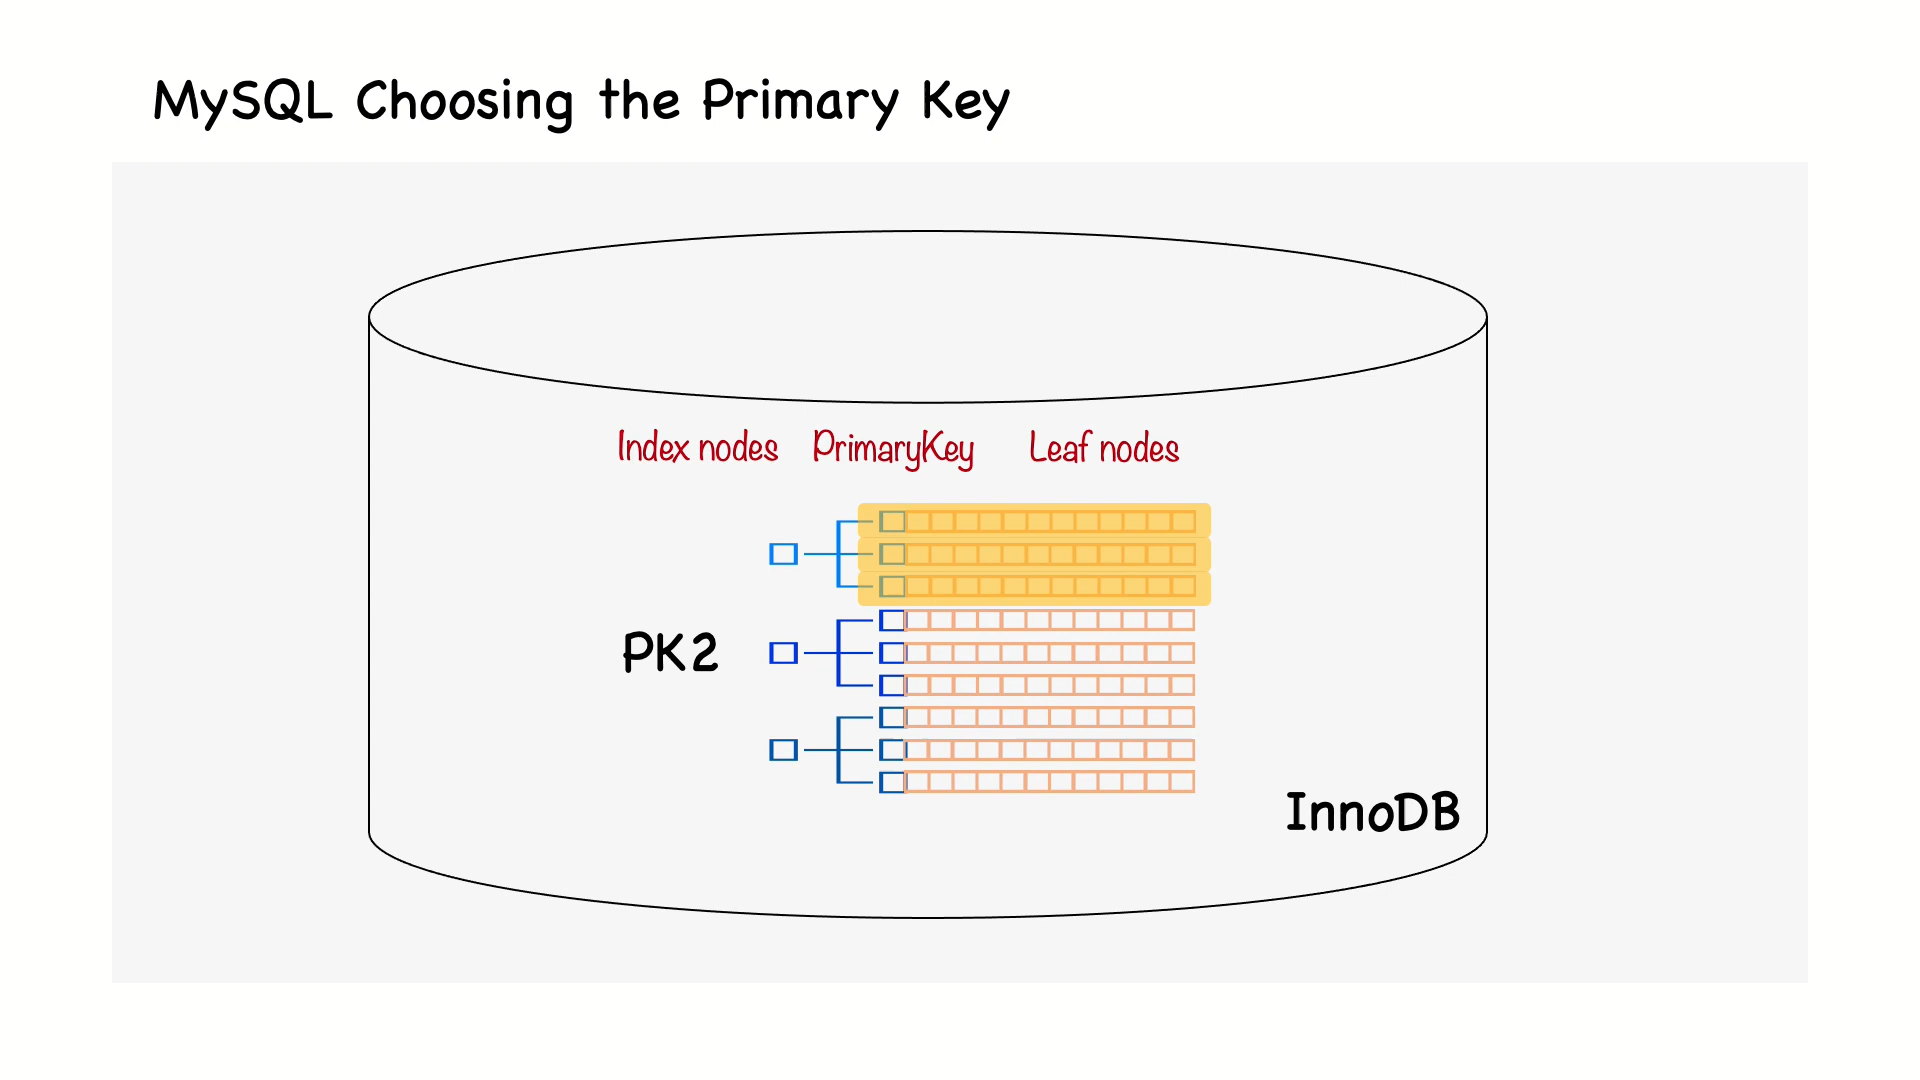 MySQL Choosing the Primary Key
Index nodes PrimaryKey Leaf nodes
PK2
InnoDB